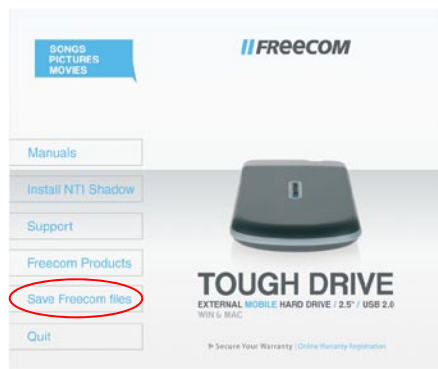 SONGS
PICTURES
MOVIES
FREECOM
Manuals
Install NTI Shadow
Support
Freecom Products
Save Freecom files
Quit
TOUGH DRIVE
EXTERNAL MOBILE HARD DRIVE / 2.5" / USB 2.0
WIN & MAC
Secure Your Warranty | Online Warranty Registration